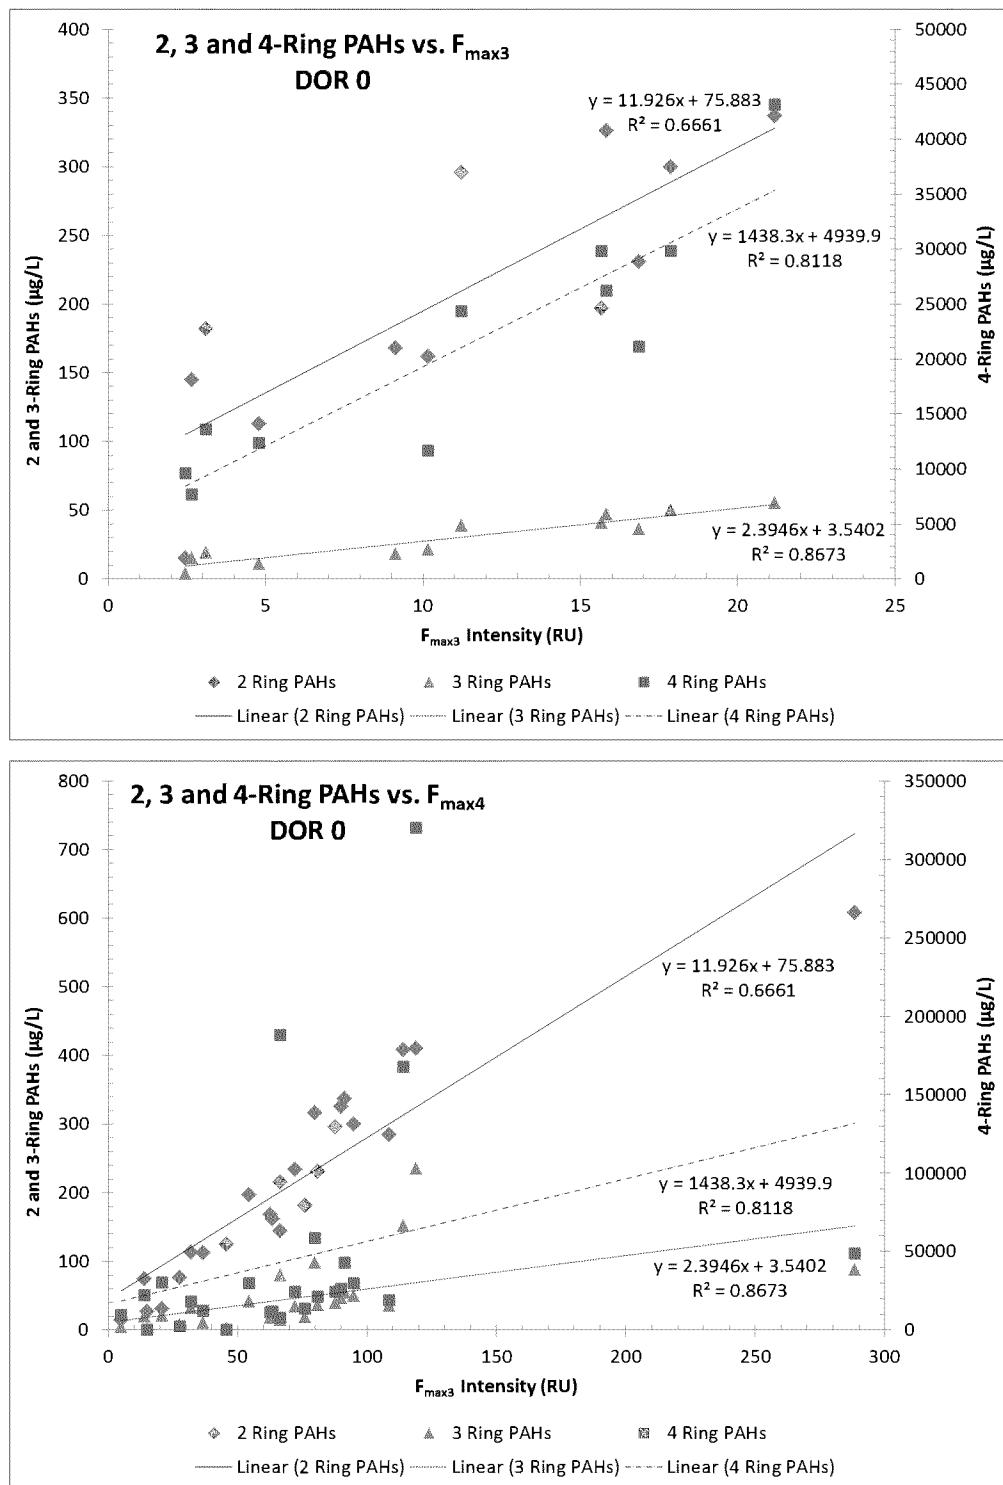 2, 3 and 4-Ring PAHs vs. Fmax3
DOR 0
2 and 3-Ring PAHs (µg/L)
400
350
300
250
200
150
100
50
0
50000
45000
40000
35000
30000
25000
20000
15000
10000
5000
0
4-Ring PAHs (µg/L)
y = 11.926x + 75.883
R² = 0.6661
y = 1438.3x + 4939.9
R² = 0.8118
y = 2.3946x + 3.5402
R² = 0.8673
0 5 10 15 20 25
Fmax3 Intensity (RU)
2 Ring PAHs 3 Ring PAHs 4 Ring PAHs
Linear (2 Ring PAHs) Linear (3 Ring PAHs) Linear (4 Ring PAHs)
2, 3 and 4-Ring PAHs vs. Fmax4
DOR 0
2 and 3-Ring PAHs (µg/L)
800
700
600
500
400
300
200
100
0
350000
300000
250000
200000
150000
100000
50000
0
4-Ring PAHs (µg/L)
y = 11.926x + 75.883
R² = 0.6661
y = 1438.3x + 4939.9
R² = 0.8118
y = 2.3946x + 3.5402
R² = 0.8673
0 50 100 150 200 250 300
Fmax3 Intensity (RU)
2 Ring PAHs 3 Ring PAHs 4 Ring PAHs
Linear (2 Ring PAHs) Linear (3 Ring PAHs) Linear (4 Ring PAHs)